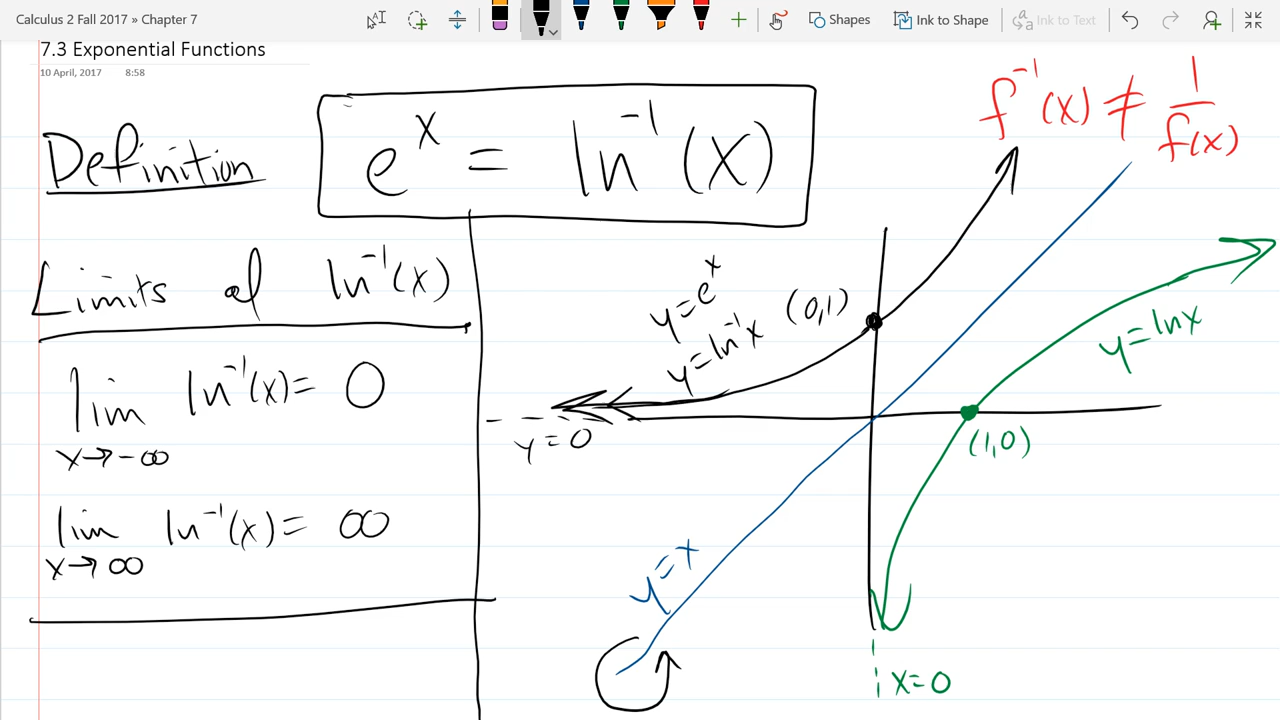 Calculus 2 Fall 2017 » Chapter 7
Shapes
Ink to Shape
Ink to Text
7.3 Exponential Functions
10 April, 2017 8:58
Definition
e^x = ln^-1 (x)
f^-1 (x) ≠ 1/f(x)
Limits of ln^-1(x)
lim ln^-1(x) = 0
x→-∞
lim ln^-1(x) = ∞
x→∞
y=e^x
y=ln^-1 x
(0,1)
y=0
y=lnx
(1,0)
y=x
x=0